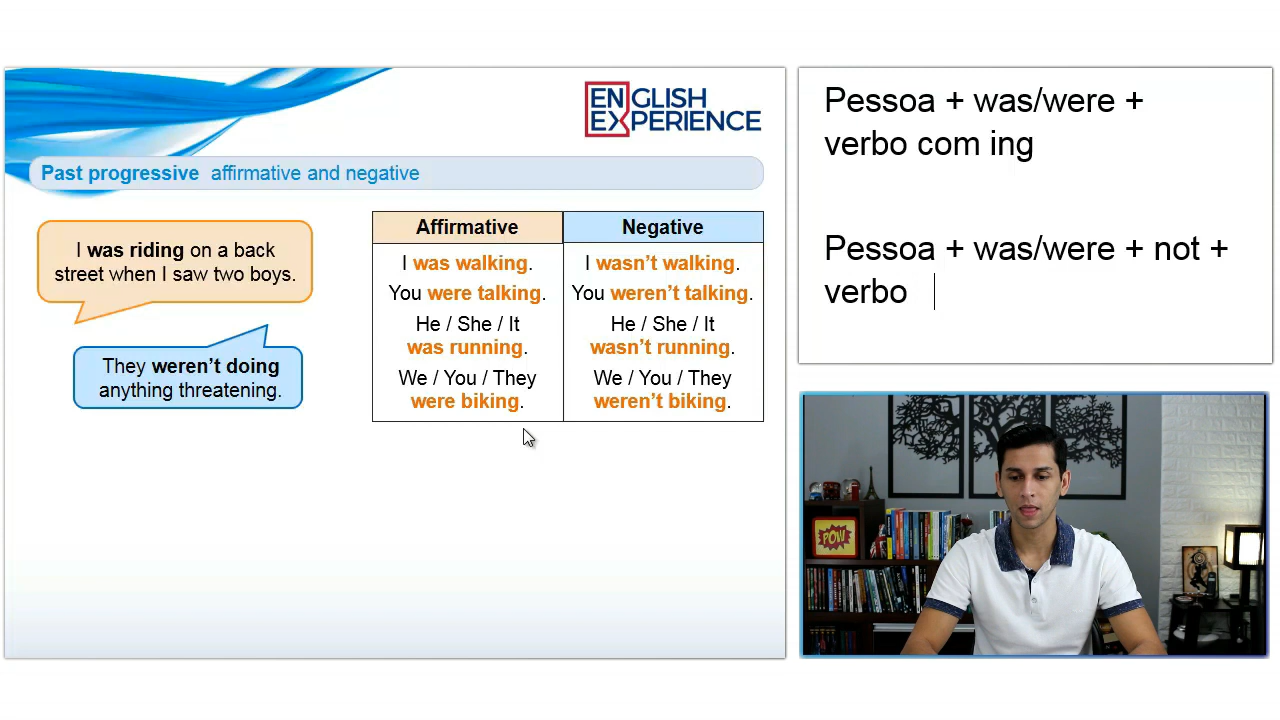 ENGLISH
EXPERIENCE
Past progressive affirmative and negative
I was riding on a back
street when I saw two boys.
They weren't doing
anything threatening.
Affirmative Negative
I was walking. I wasn't walking.
You were talking. You weren't talking.
He / She / It He / She / It
was running. wasn't running.
We / You / They We / You / They
were biking. weren't biking.
Pessoa + was/were +
verbo com ing
Pessoa + was/were + not +
verbo
POW